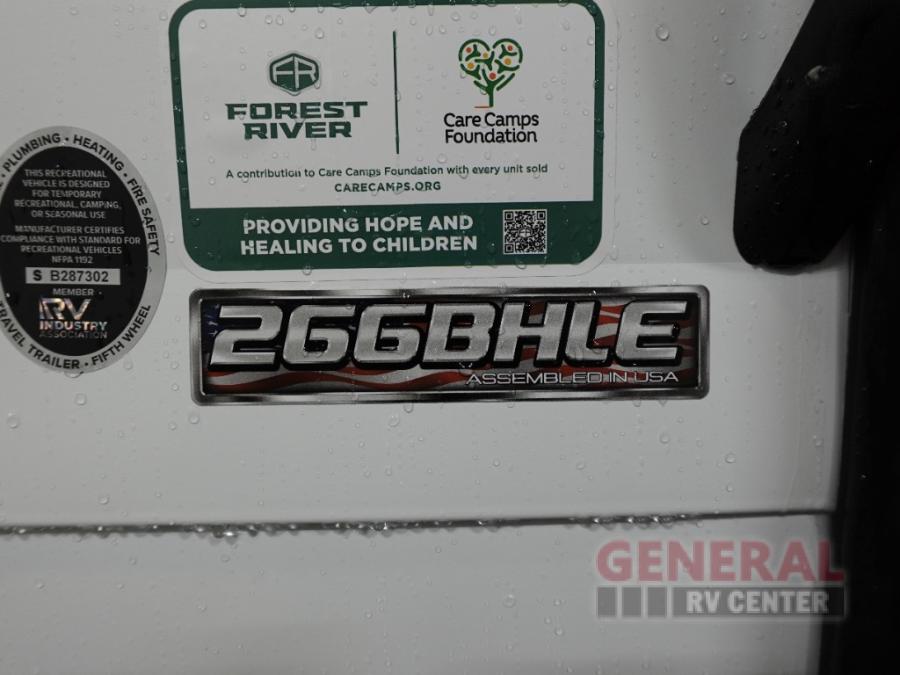 FR
FOREST
RIVER
Care Camps
Foundation
A contribution to Care Camps Foundation with every unit sold
CARECAMPS.ORG
PROVIDING HOPE AND
HEALING TO CHILDREN
PLUMBING • HEATING • FIRE SAFETY
THIS RECREATIONAL
VEHICLE IS DESIGNED
FOR TEMPORARY
RECREATIONAL, CAMPING,
OR SEASONAL USE
MANUFACTURER CERTIFIES
COMPLIANCE WITH STANDARD FOR
RECREATIONAL VEHICLES
NFPA 1192
S B287302
MEMBER
RV
INDUSTRY
ASSOCIATION
TRAVEL TRAILER • FIFTH WHEEL
266BHLE
ASSEMBLED IN USA
GENERAL
RV CENTER